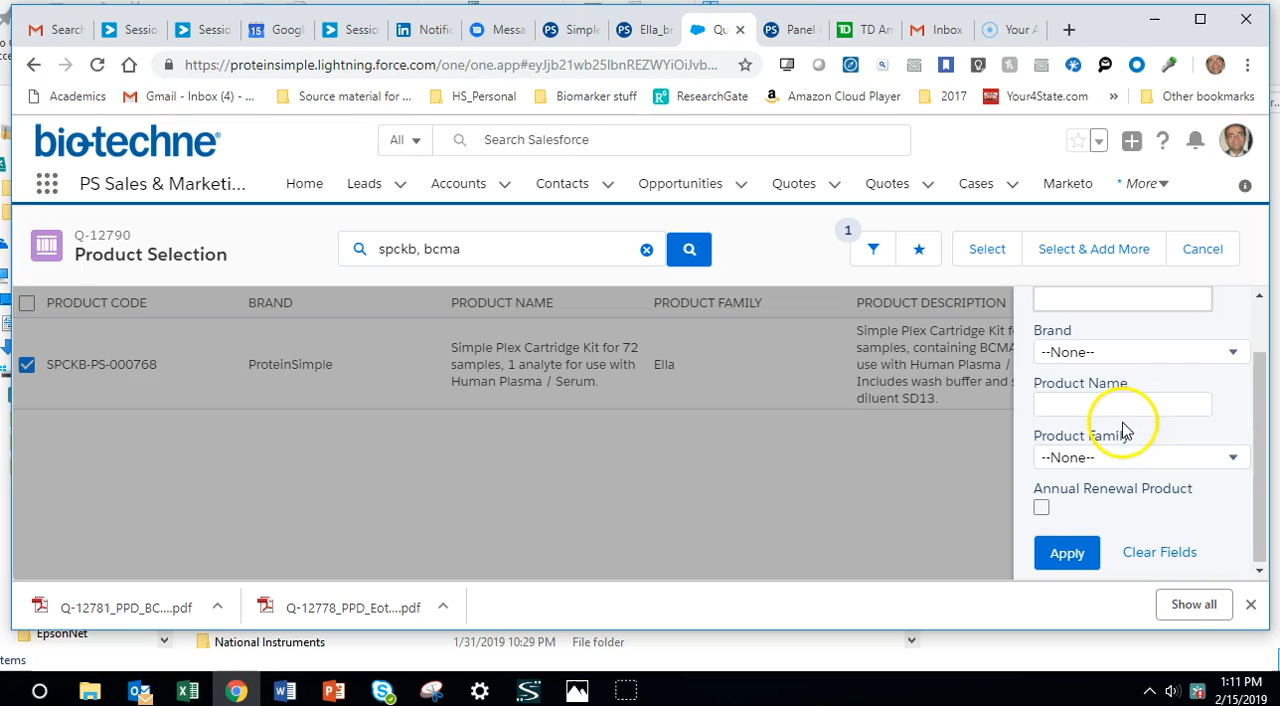 Search
Sessio
Sessio
Googl
Sessio
Notific
Messa
Simple
Ella_br
Qu
Panel
TD Am
Inbox
Your A
https://proteinsimple.lightning.force.com/one/one.app#eyJjb21wb25lbnREZWYiOiJvb...
Academics
Gmail - Inbox (4) - ...
Source material for ...
HS_Personal
Biomarker stuff
ResearchGate
Amazon Cloud Player
2017
Your4State.com
»
Other bookmarks
bio-techne®
All
Search Salesforce
PS Sales & Marketi...
Home
Leads
Accounts
Contacts
Opportunities
Quotes
Quotes
Cases
Marketo
* More
Q-12790
Product Selection
spckb, bcma
1
Select
Select & Add More
Cancel
PRODUCT CODE
BRAND
PRODUCT NAME
PRODUCT FAMILY
PRODUCT DESCRIPTION
SPCKB-PS-000768
ProteinSimple
Simple Plex Cartridge Kit for 72
samples, 1 analyte for use with
Human Plasma / Serum.
Ella
Simple Plex Cartridge Kit fo
samples, containing BCMA
use with Human Plasma /
Includes wash buffer and s
diluent SD13.
Brand
--None--
Product Name
Product Family
--None--
Annual Renewal Product
Apply
Clear Fields
Q-12781_PPD_BC....pdf
Q-12778_PPD_Eot....pdf
Show all
EpsonNet
National Instruments
1/31/2019 10:29 PM
File folder
tems
1:11 PM
2/15/2019